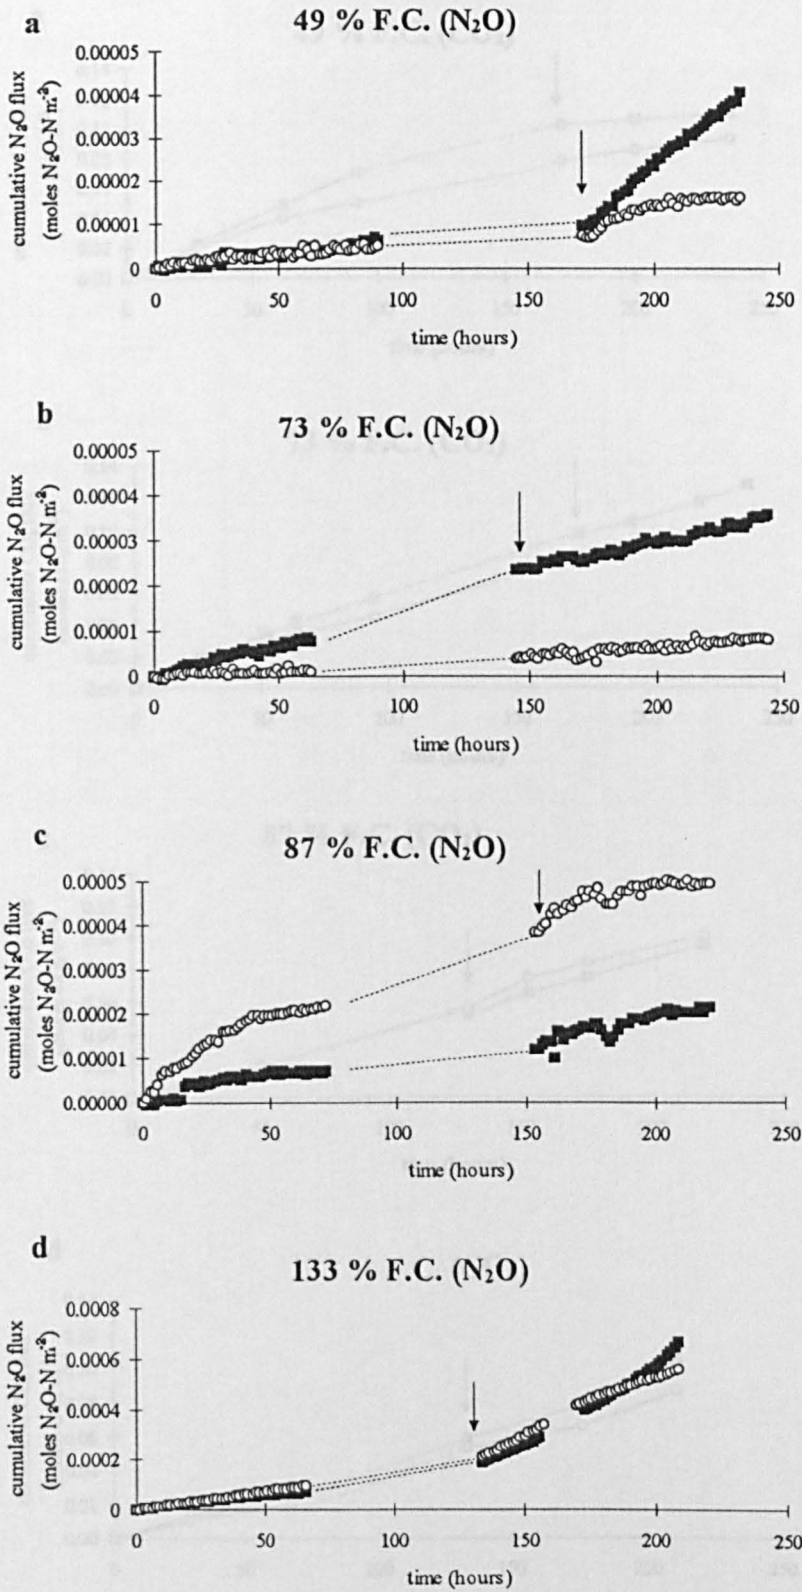 a
49 % F.C. (N₂O)
cumulative N₂O flux
(moles N₂O-N m⁻²)
0.00005
0.00004
0.00003
0.00002
0.00001
0
0 50 100 150 200 250
time (hours)
b
73 % F.C. (N₂O)
cumulative N₂O flux
(moles N₂O-N m⁻²)
0.00005
0.00004
0.00003
0.00002
0.00001
0
0 50 100 150 200 250
time (hours)
c
87 % F.C. (N₂O)
cumulative N₂O flux
(moles N₂O-N m⁻²)
0.00005
0.00004
0.00003
0.00002
0.00001
0.00000
0 50 100 150 200 250
time (hours)
d
133 % F.C. (N₂O)
cumulative N₂O flux
(moles N₂O-N m⁻²)
0.0008
0.0006
0.0004
0.0002
0
0 50 100 150 200 250
time (hours)